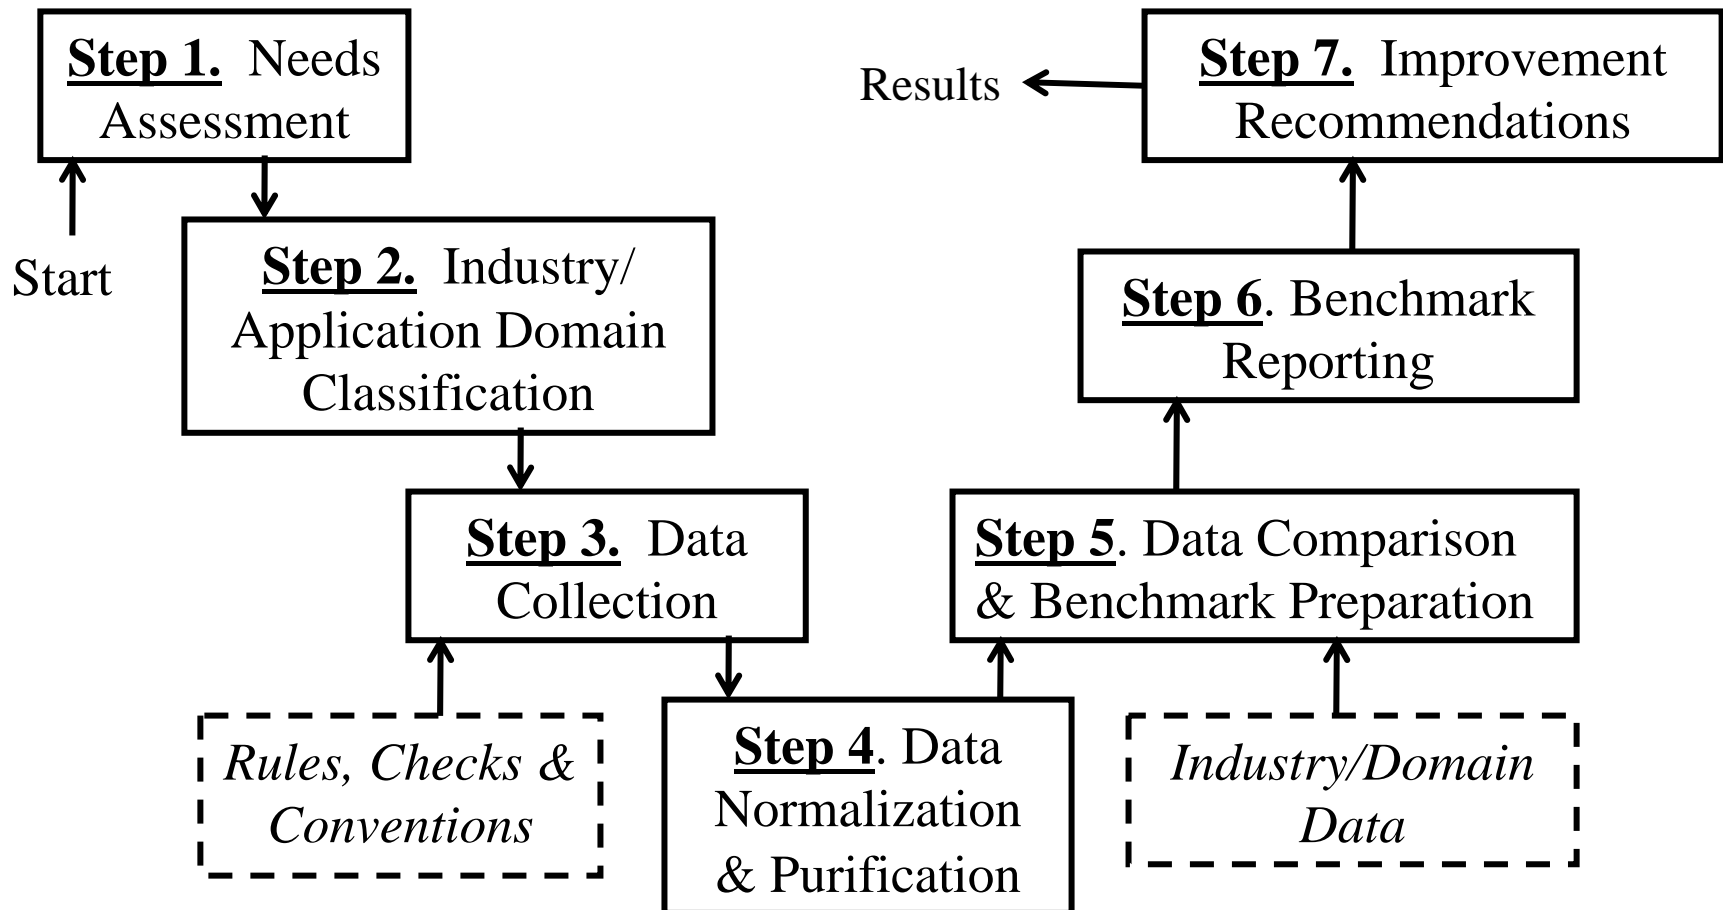 Step 1. Needs
Assessment
Start
Step 2. Industry/
Application Domain
Classification
Step 3. Data
Collection
Rules, Checks &
Conventions
Step 4. Data
Normalization
& Purification
Step 5. Data Comparison
& Benchmark Preparation
Industry/Domain
Data
Step 6. Benchmark
Reporting
Step 7. Improvement
Recommendations
Results